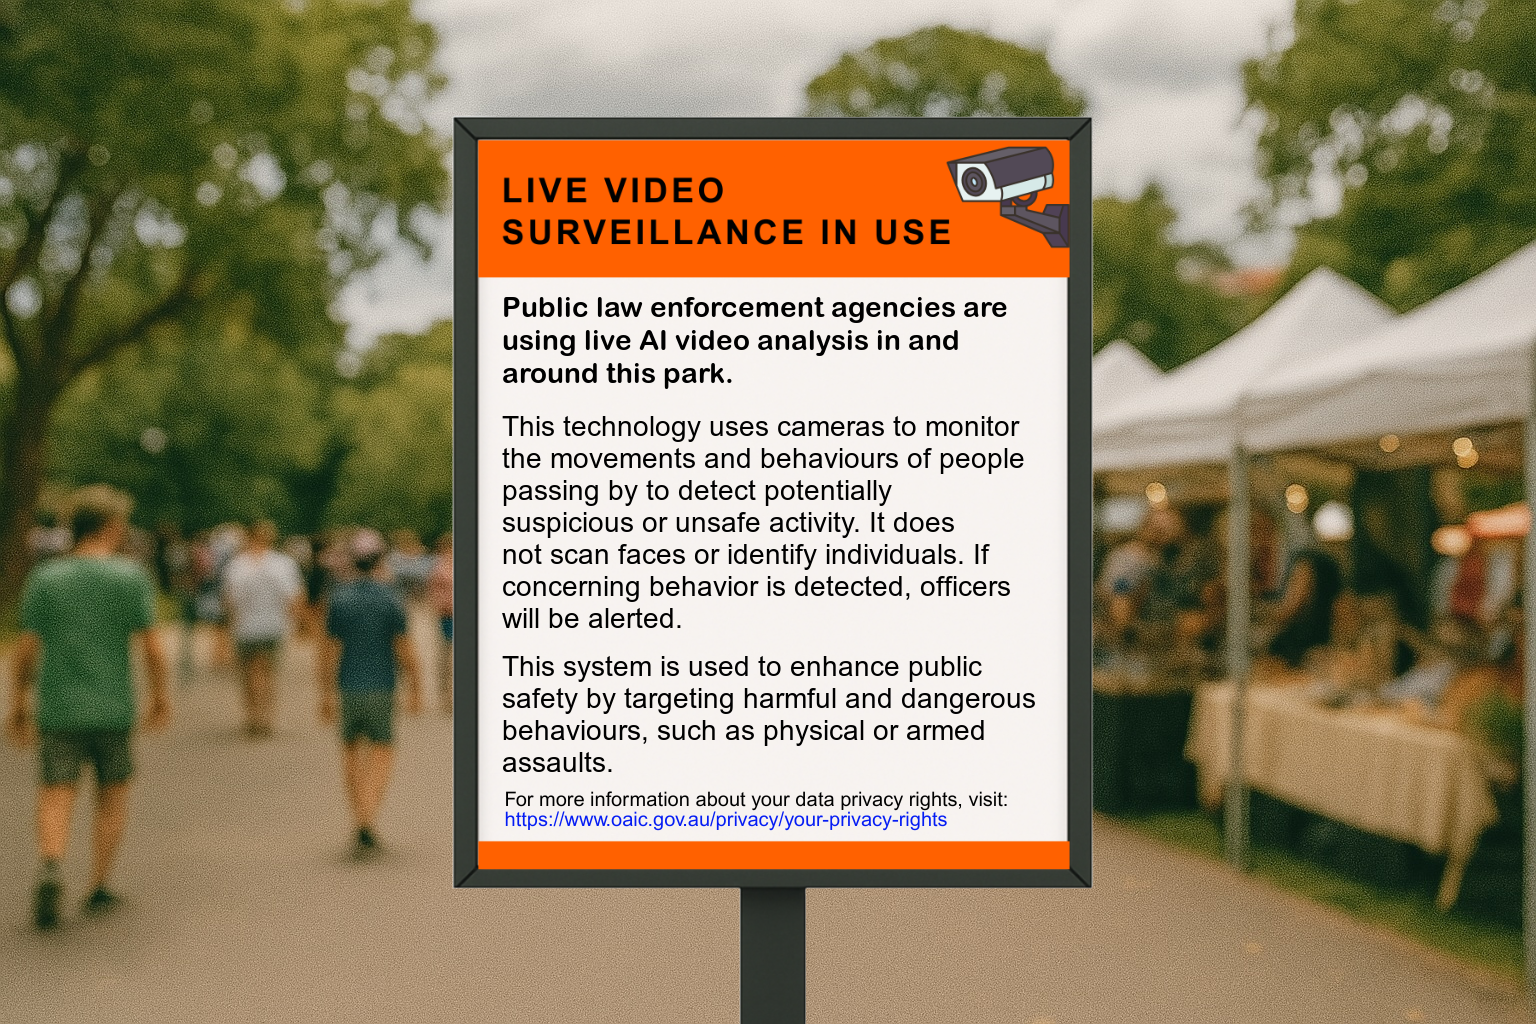 LIVE VIDEO
SURVEILLANCE IN USE
Public law enforcement agencies are
using live AI video analysis in and
around this park.
This technology uses cameras to monitor
the movements and behaviours of people
passing by to detect potentially
suspicious or unsafe activity. It does
not scan faces or identify individuals. If
concerning behavior is detected, officers
will be alerted.
This system is used to enhance public
safety by targeting harmful and dangerous
behaviours, such as physical or armed
assaults.
For more information about your data privacy rights, visit:
https://www.oaic.gov.au/privacy/your-privacy-rights